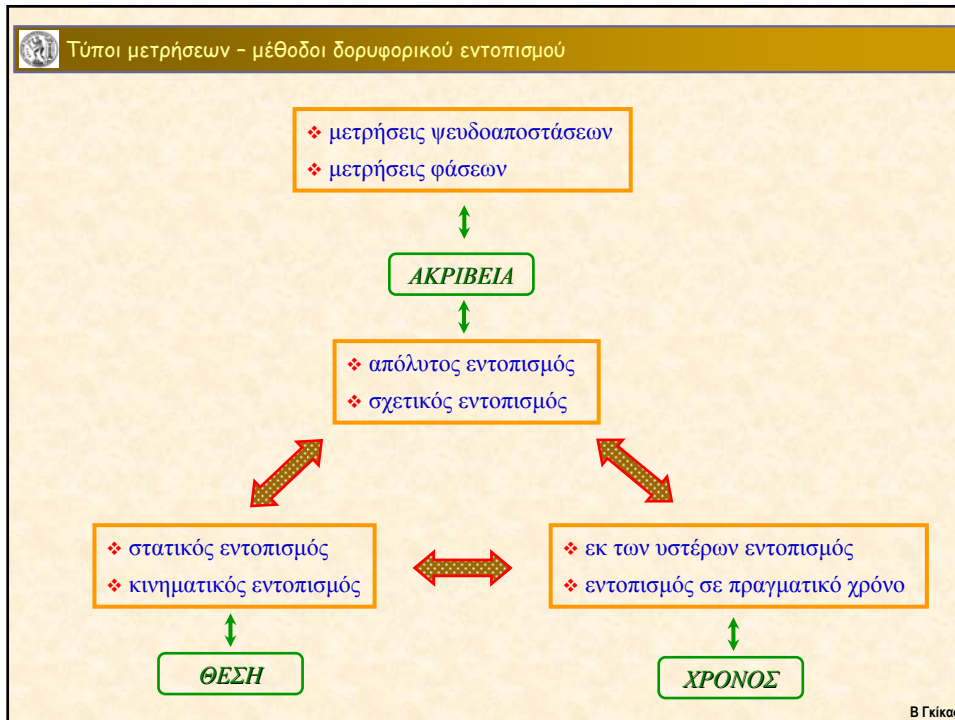 Τύποι μετρήσεων – μέθοδοι δορυφορικού εντοπισμού
❖ μετρήσεις ψευδοαποστάσεων
❖ μετρήσεις φάσεων
ΑΚΡΙΒΕΙΑ
❖ απόλυτος εντοπισμός
❖ σχετικός εντοπισμός
❖ στατικός εντοπισμός
❖ κινηματικός εντοπισμός
❖ εκ των υστέρων εντοπισμός
❖ εντοπισμός σε πραγματικό χρόνο
ΘΕΣΗ
ΧΡΟΝΟΣ
Β Γκίκας